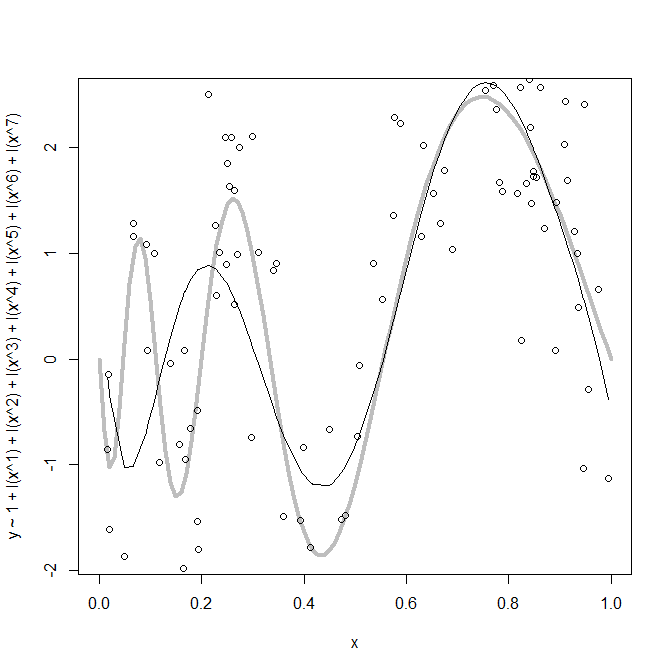 y ~ 1 + I(x^1) + I(x^2) + I(x^3) + I(x^4) + I(x^5) + I(x^6) + I(x^7)
2
1
0
-1
-2
0.0 0.2 0.4 0.6 0.8 1.0
x